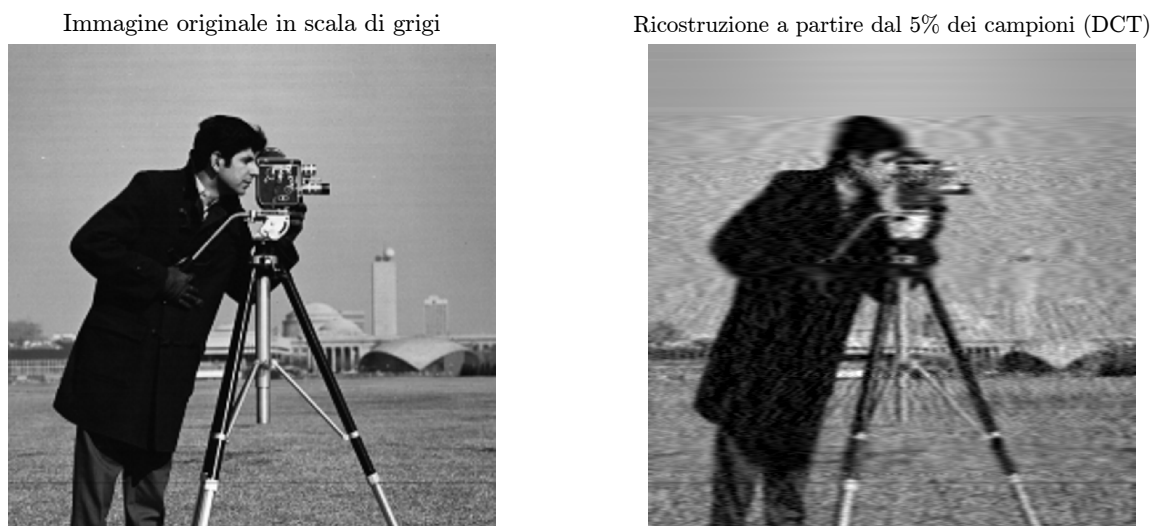 Immagine originale in scala di grigi
Ricostruzione a partire dal 5% dei campioni (DCT)